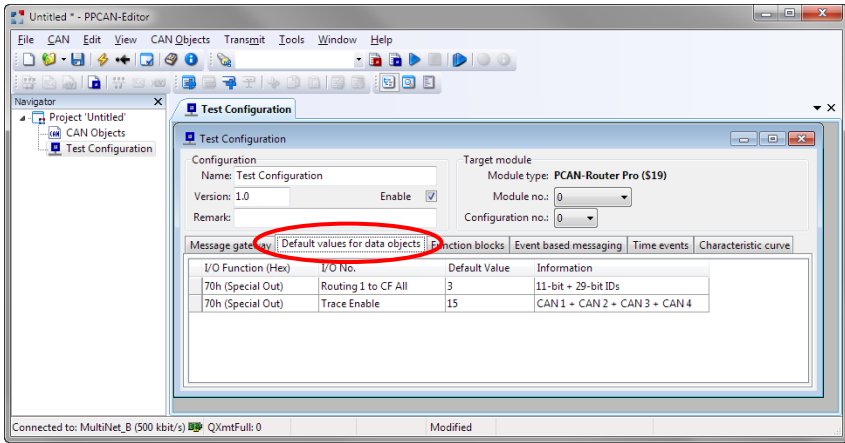 Untitled * - PPCAN-Editor
File CAN Edit View CAN Objects Transmit Tools Window Help
Navigator
Project 'Untitled'
CAN Objects
Test Configuration
Test Configuration
Test Configuration
Configuration
Name: Test Configuration
Version: 1.0 Enable
Remark:
Target module
Module type: PCAN-Router Pro ($19)
Module no.: 0
Configuration no.: 0
Message gateway Default values for data objects Function blocks Event based messaging Time events Characteristic curve
I/O Function (Hex) I/O No. Default Value Information
70h (Special Out) Routing 1 to CF All 3 11-bit + 29-bit IDs
70h (Special Out) Trace Enable 15 CAN 1 + CAN 2 + CAN 3 + CAN 4
Connected to: MultiNet_B (500 kbit/s) QXmtFull: 0 Modified